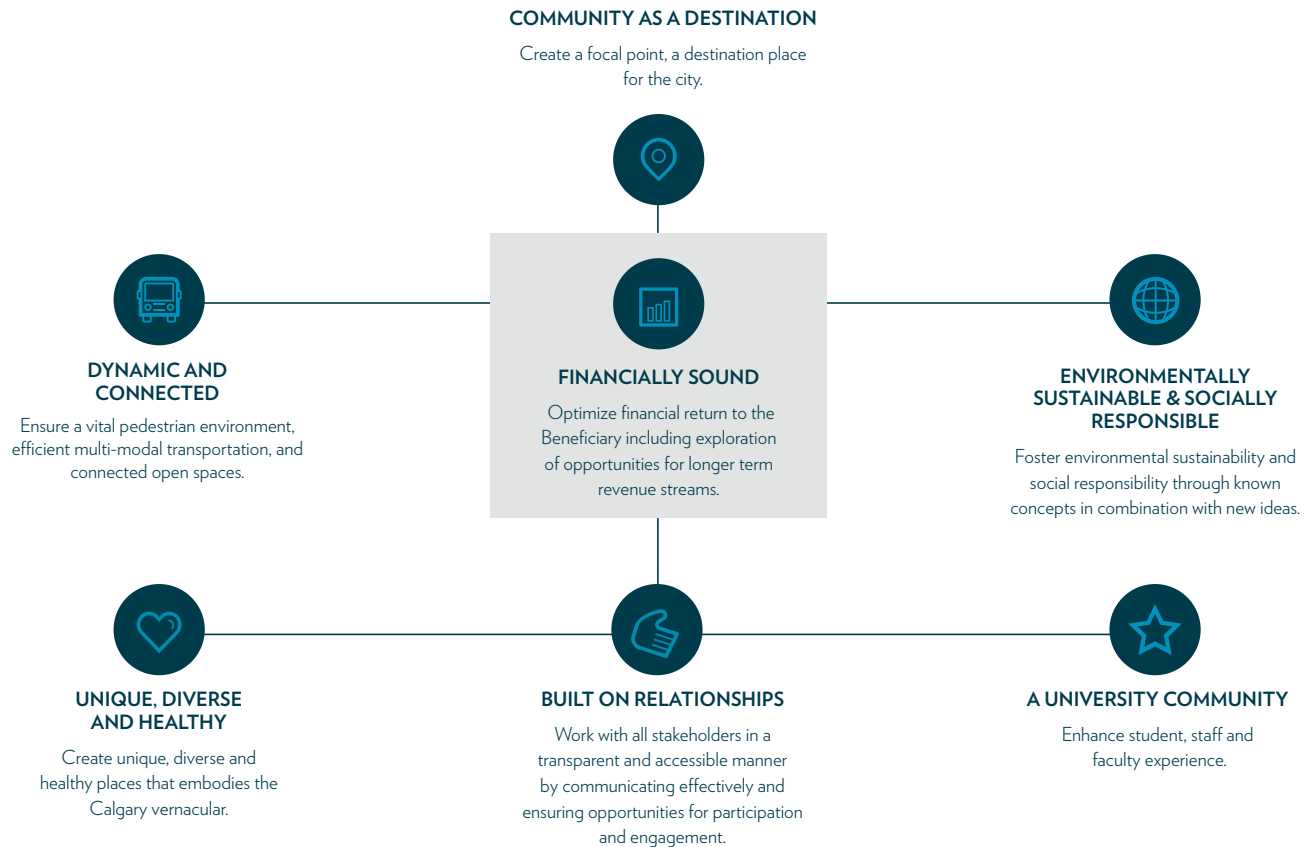 COMMUNITY AS A DESTINATION
Create a focal point, a destination place
for the city.
DYNAMIC AND
CONNECTED
Ensure a vital pedestrian environment,
efficient multi-modal transportation, and
connected open spaces.
FINANCIALLY SOUND
Optimize financial return to the
Beneficiary including exploration
of opportunities for longer term
revenue streams.
ENVIRONMENTALLY
SUSTAINABLE & SOCIALLY
RESPONSIBLE
Foster environmental sustainability and
social responsibility through known
concepts in combination with new ideas.
UNIQUE, DIVERSE
AND HEALTHY
Create unique, diverse and
healthy places that embodies the
Calgary vernacular.
BUILT ON RELATIONSHIPS
Work with all stakeholders in a
transparent and accessible manner
by communicating effectively and
ensuring opportunities for participation
and engagement.
A UNIVERSITY COMMUNITY
Enhance student, staff and
faculty experience.